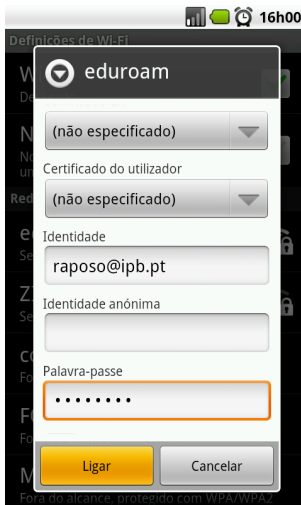 16h00
Definições de Wi-Fi
eduroam
(não especificado)
Certificado do utilizador
(não especificado)
Identidade
raposo@ipb.pt
Identidade anónima
Palavra-passe
••••••••
Ligar
Cancelar
Fora do alcance, protegido com WPA/WPA2